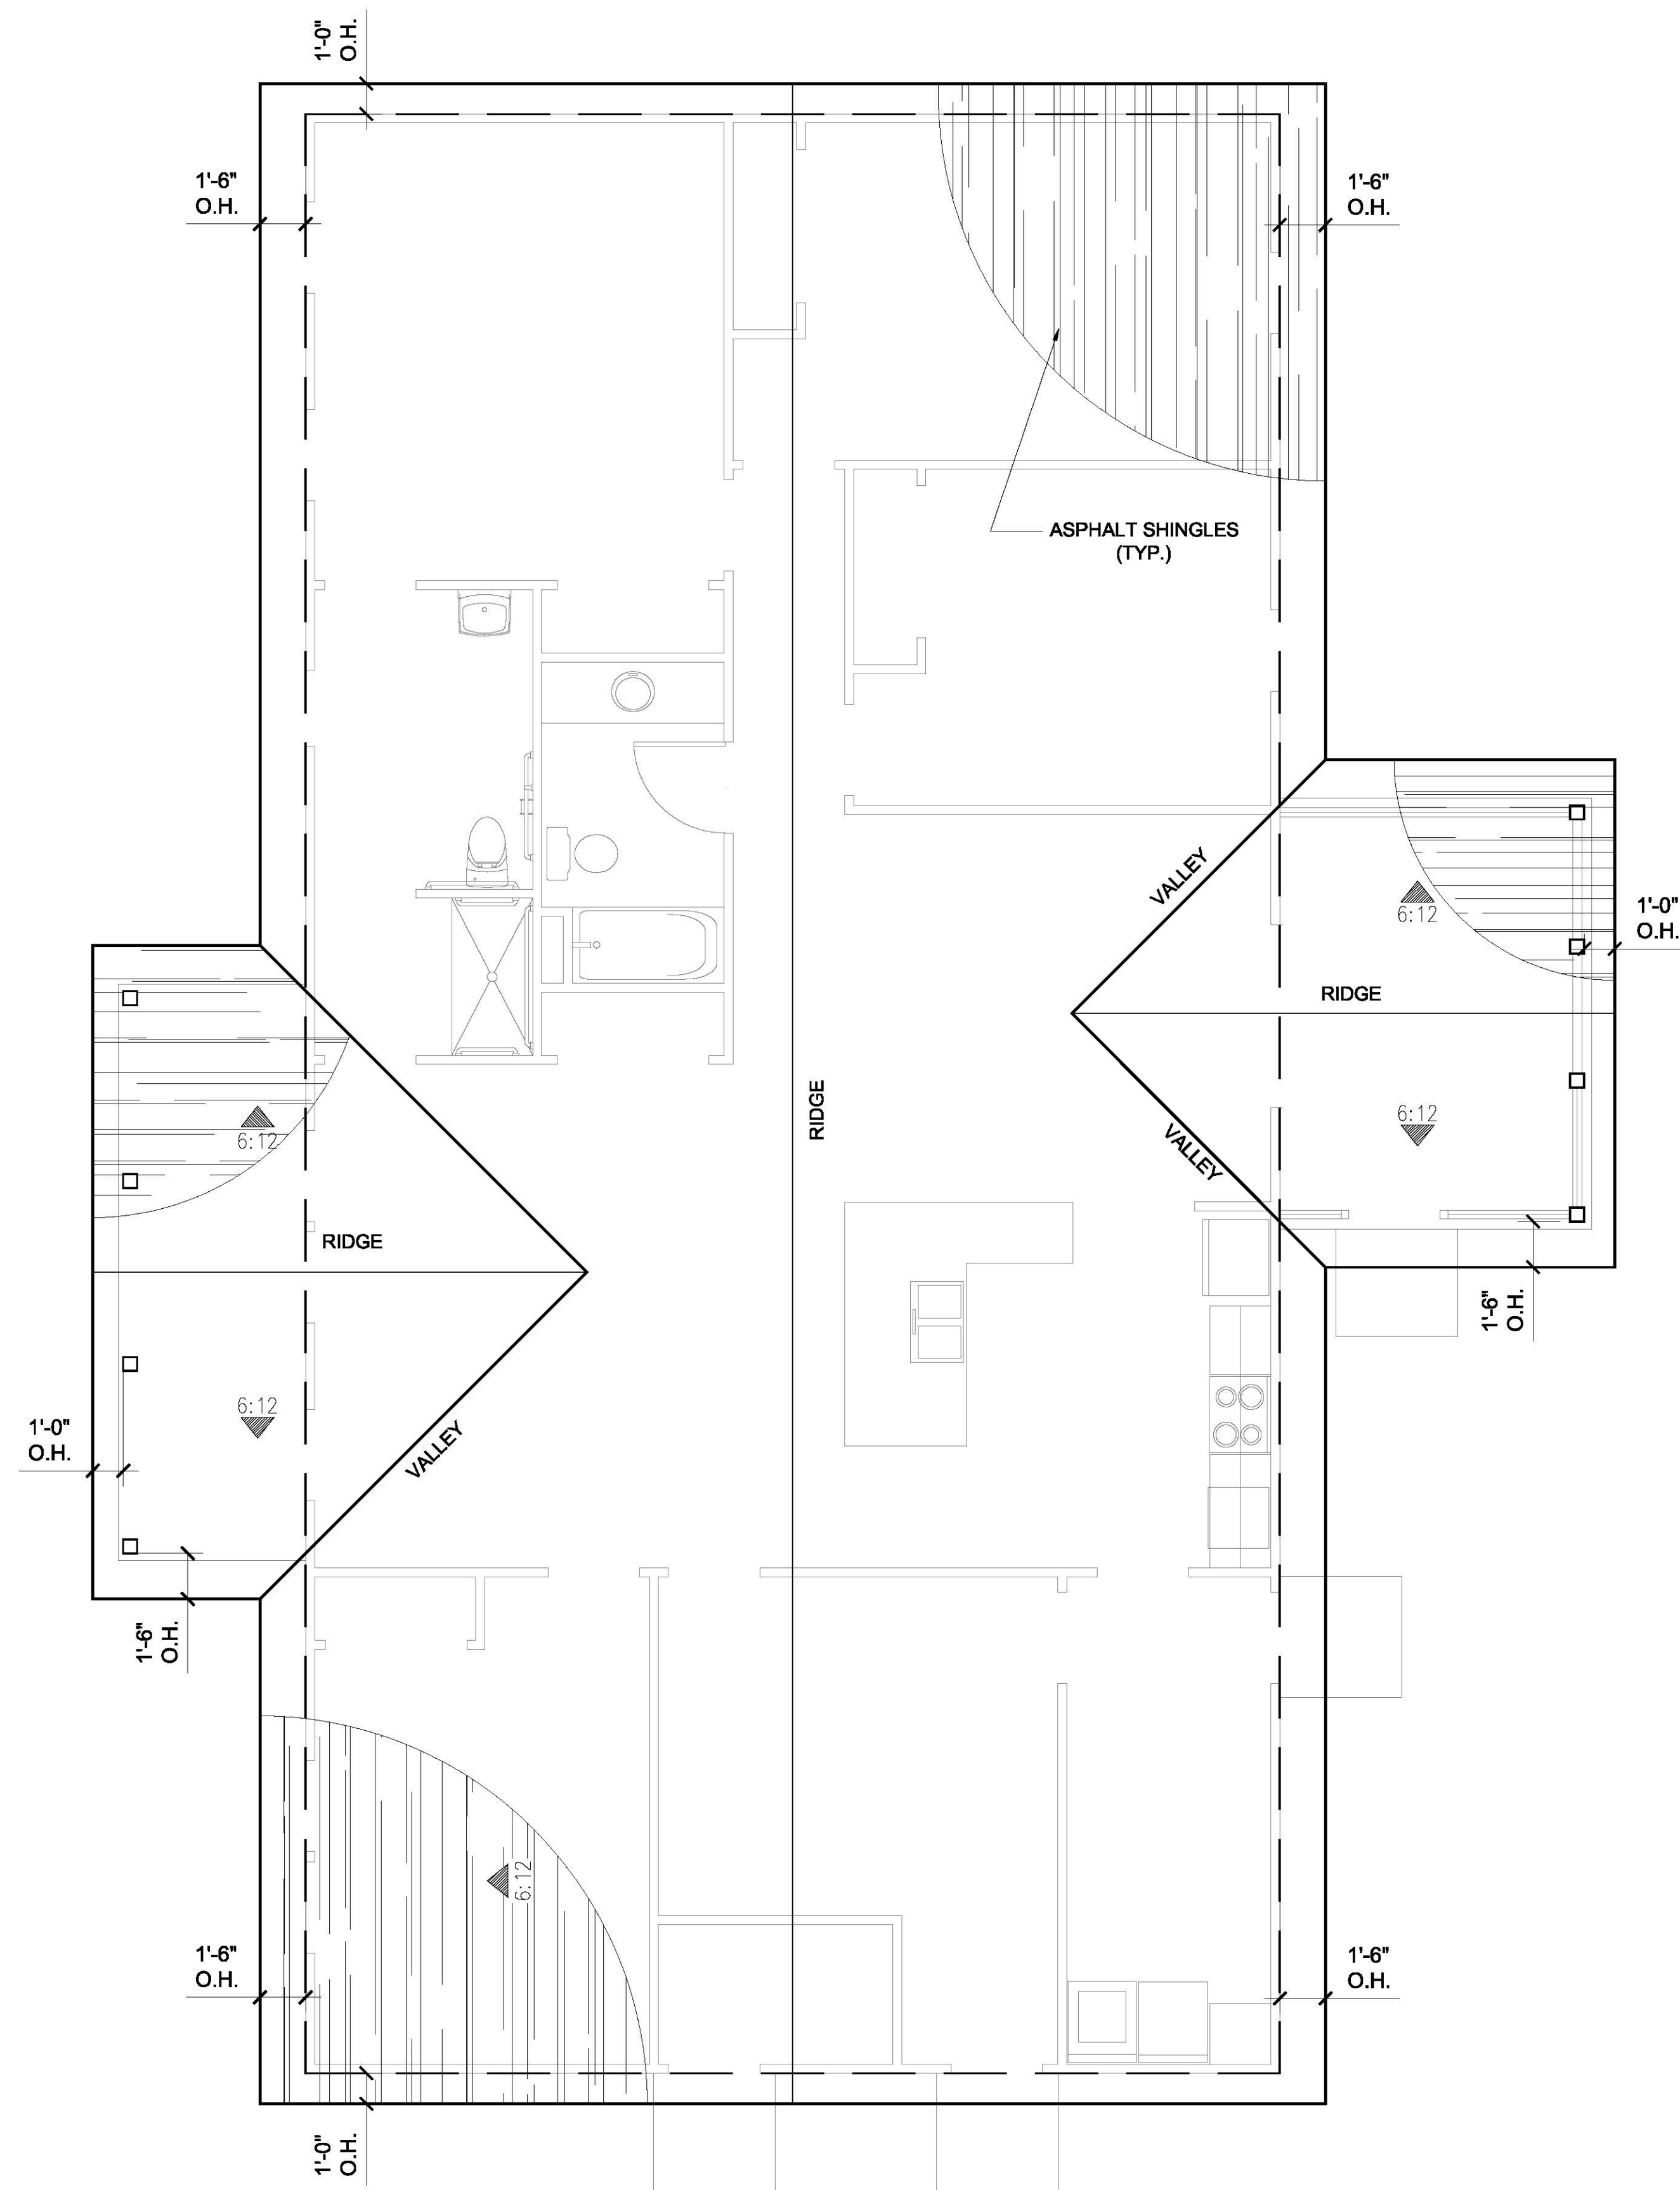 1'-0"
O.H.
1'-6"
O.H.
1'-6"
O.H.
ASPHALT SHINGLES
(TYP.)
VALLEY
6:12
1'-0"
O.H.
RIDGE
RIDGE
6:12
VALLEY
6:12
RIDGE
1'-6"
O.H.
6:12
1'-0"
O.H.
VALLEY
1'-6"
O.H.
6:12
1'-6"
O.H.
1'-6"
O.H.
1'-0"
O.H.